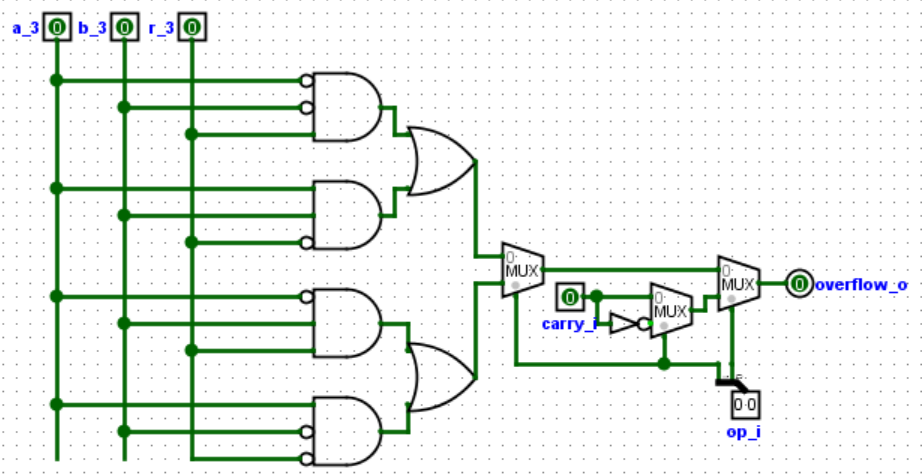 a_3 0 b_3 0 r_3 0
0
MUX
0
MUX
0
MUX
0
overflow_o
0
carry_i
0 0
op_i